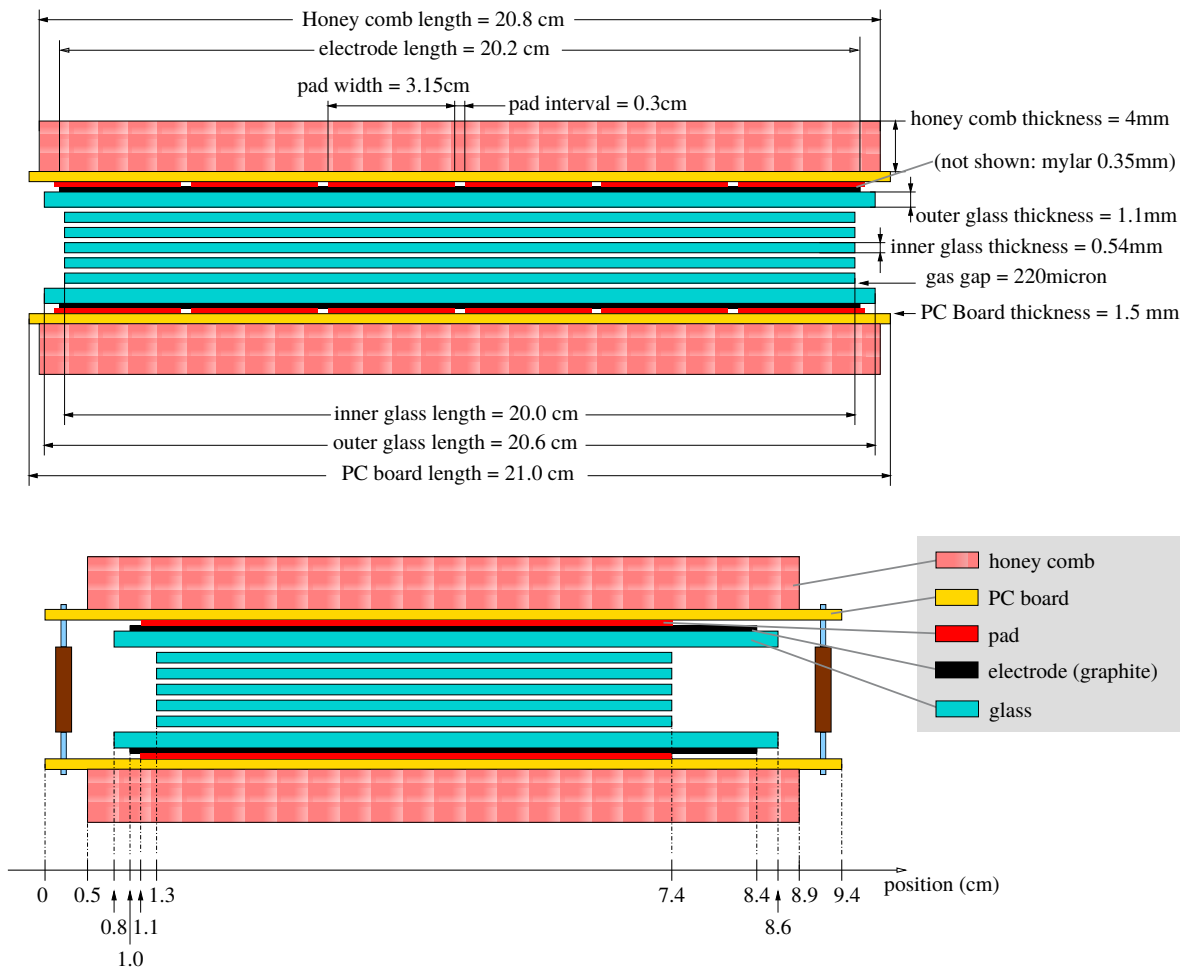 Honey comb length = 20.8 cm
electrode length = 20.2 cm
pad width = 3.15cm
pad interval = 0.3cm
honey comb thickness = 4mm
(not shown: mylar 0.35mm)
outer glass thickness = 1.1mm
inner glass thickness = 0.54mm
gas gap = 220micron
PC Board thickness = 1.5 mm
inner glass length = 20.0 cm
outer glass length = 20.6 cm
PC board length = 21.0 cm
honey comb
PC board
pad
electrode (graphite)
glass
position (cm)
0 0.5 1.3 7.4 8.4 8.9 9.4
0.8 1.1 8.6
1.0